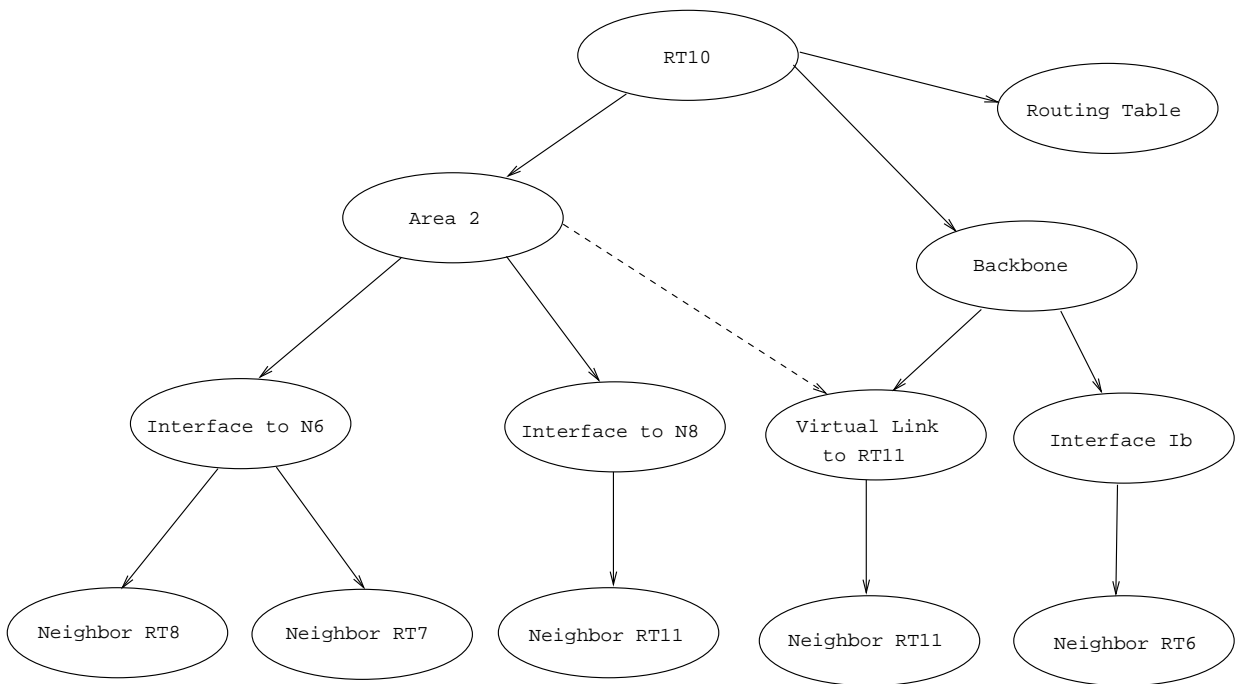 RT10
Routing Table
Area 2
Backbone
Interface to N6
Interface to N8
Virtual Link
to RT11
Interface Ib
Neighbor RT8
Neighbor RT7
Neighbor RT11
Neighbor RT11
Neighbor RT6